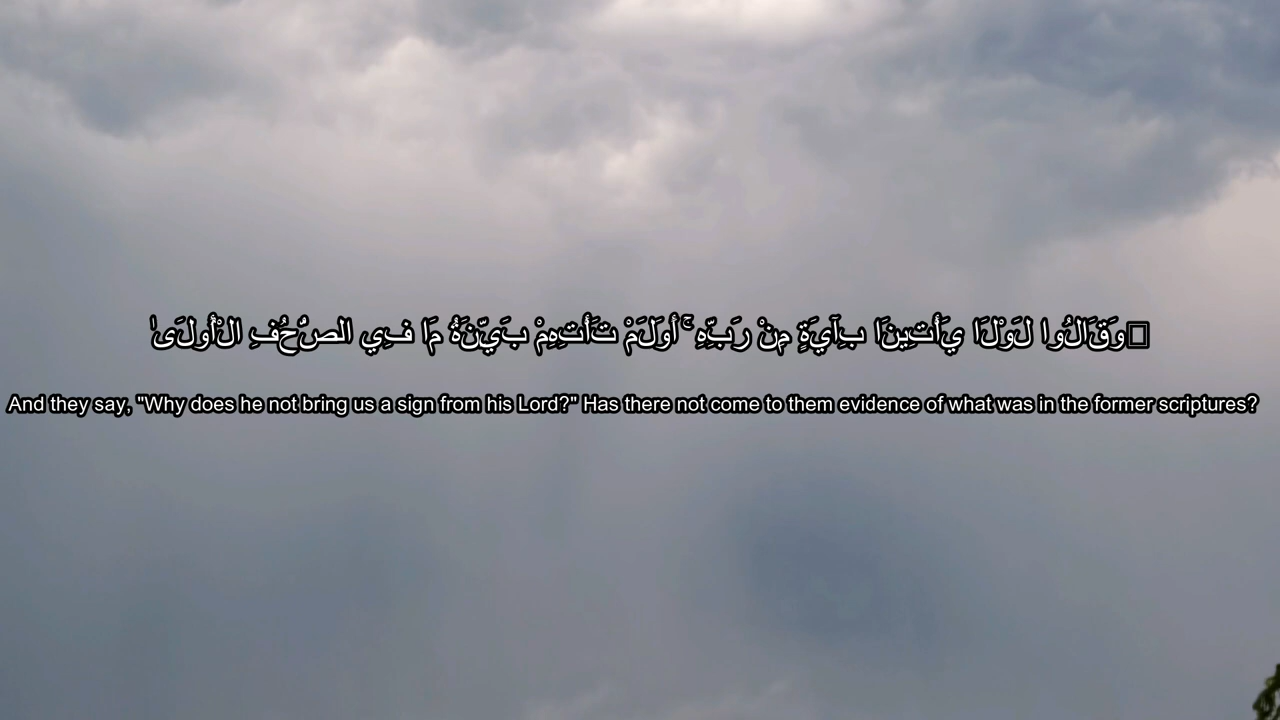 وَقَالُوا لَوْلَا يَأْتِينَا بِآيَةٍ مِنْ رَبِّهِ ۚ أَوَلَمْ تَأْتِهِمْ بَيِّنَةُ مَا فِي الصُّحُفِ الْأُولَىٰ
And they say, "Why does he not bring us a sign from his Lord?" Has there not come to them evidence of what was in the former scriptures?